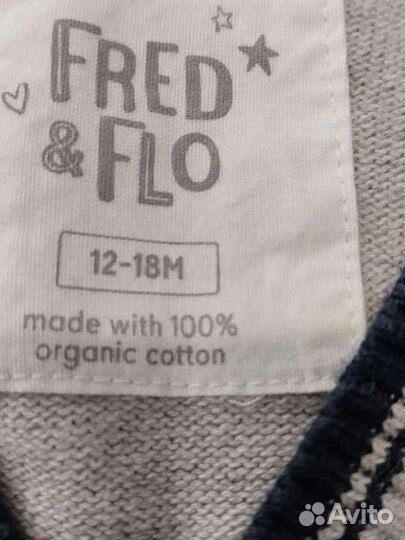 FRED
& FLO
12-18M
made with 100%
organic cotton
Avito